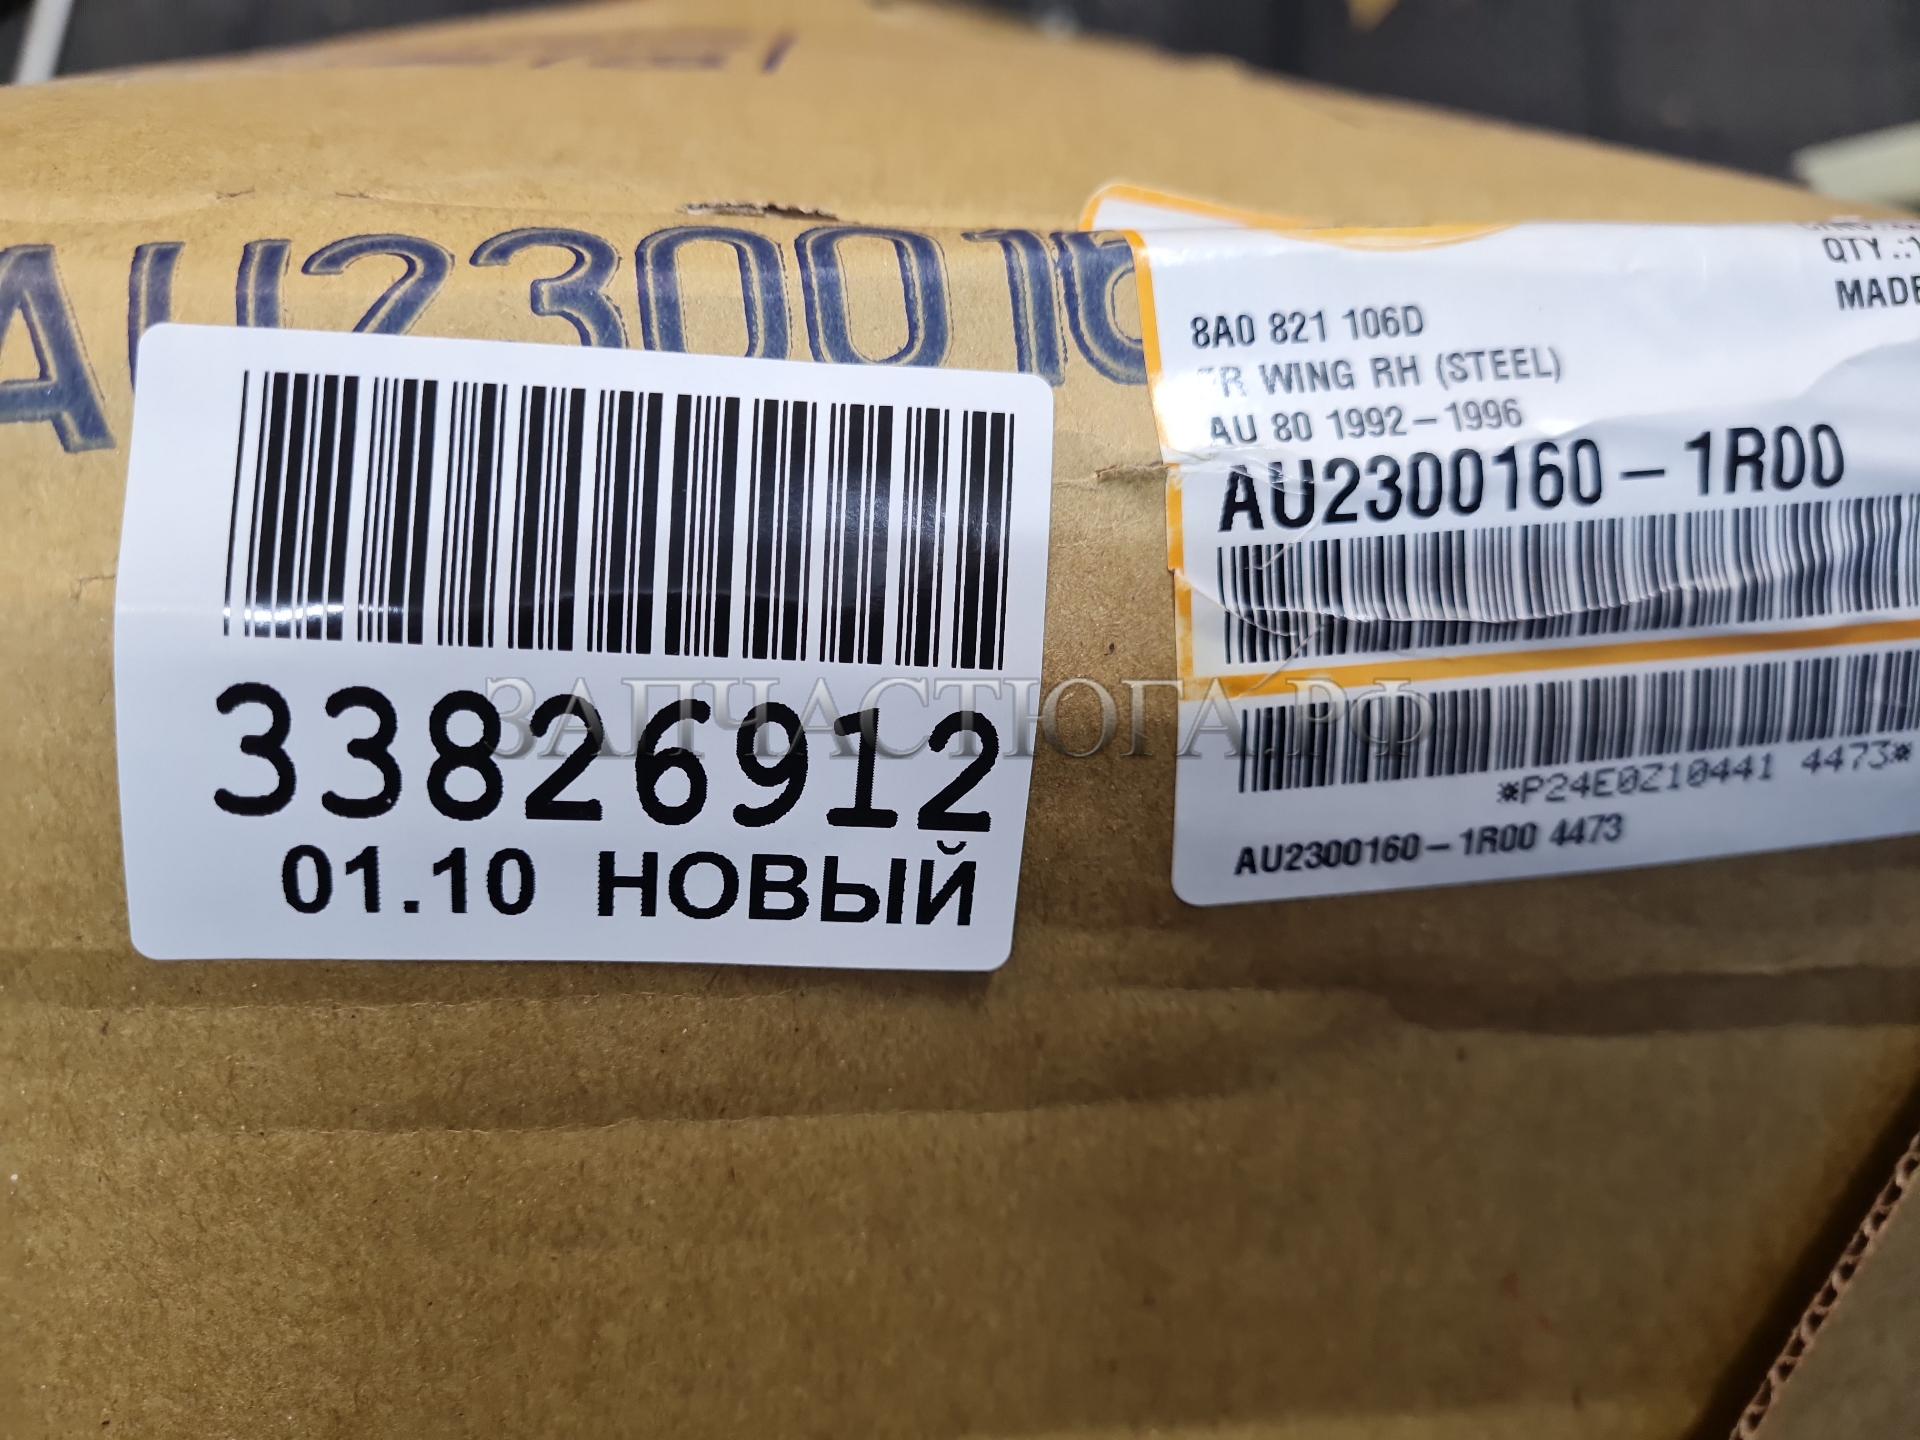 AU2300160
33826912
01.10 НОВЫЙ
QTY.:1
MADE
8A0 821 106D
WING RH (STEEL)
AU 80 1992-1996
AU2300160-1R00
*P24E0Z10441 4473*
AU2300160-1R00 4473
ЗАПЧАСТЮГА.РФ